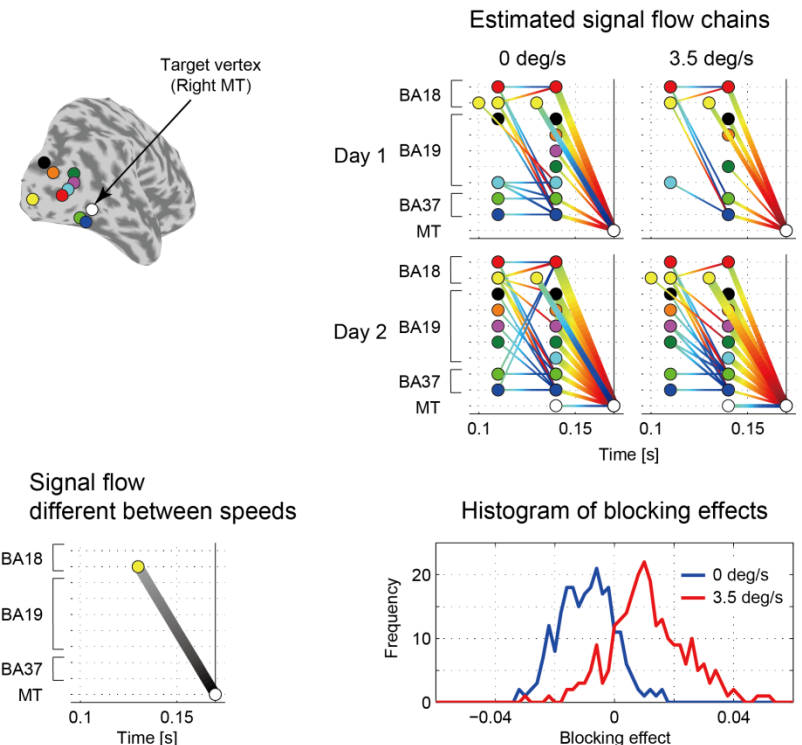 Estimated signal flow chains
0 deg/s
3.5 deg/s
Target vertex
(Right MT)
Day 1
BA18
BA19
BA37
MT
Day 2
BA18
BA19
BA37
MT
0.1
0.15
0.1
0.15
Time [s]
Signal flow
different between speeds
BA18
BA19
BA37
MT
0.1
0.15
Time [s]
Histogram of blocking effects
Frequency
20
10
0
0 deg/s
3.5 deg/s
−0.04
0
0.04
Blocking effect